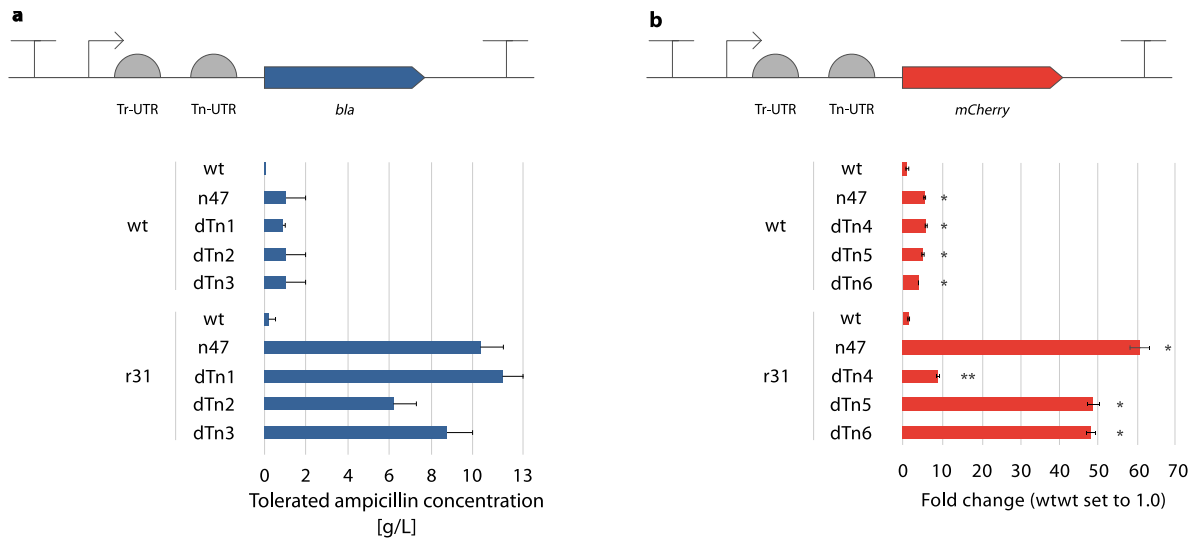 a
Tr-UTR Tn-UTR bla
wt
n47
wt dTn1
dTn2
dTn3
wt
n47
r31 dTn1
dTn2
dTn3
0 2 4 6 8 10 13
Tolerated ampicillin concentration
[g/L]
b
Tr-UTR Tn-UTR mCherry
wt
n47 *
wt dTn4 *
dTn5 *
dTn6 *
wt
n47 *
r31 dTn4 **
dTn5 *
dTn6 *
0 10 20 30 40 50 60 70
Fold change (wtwt set to 1.0)